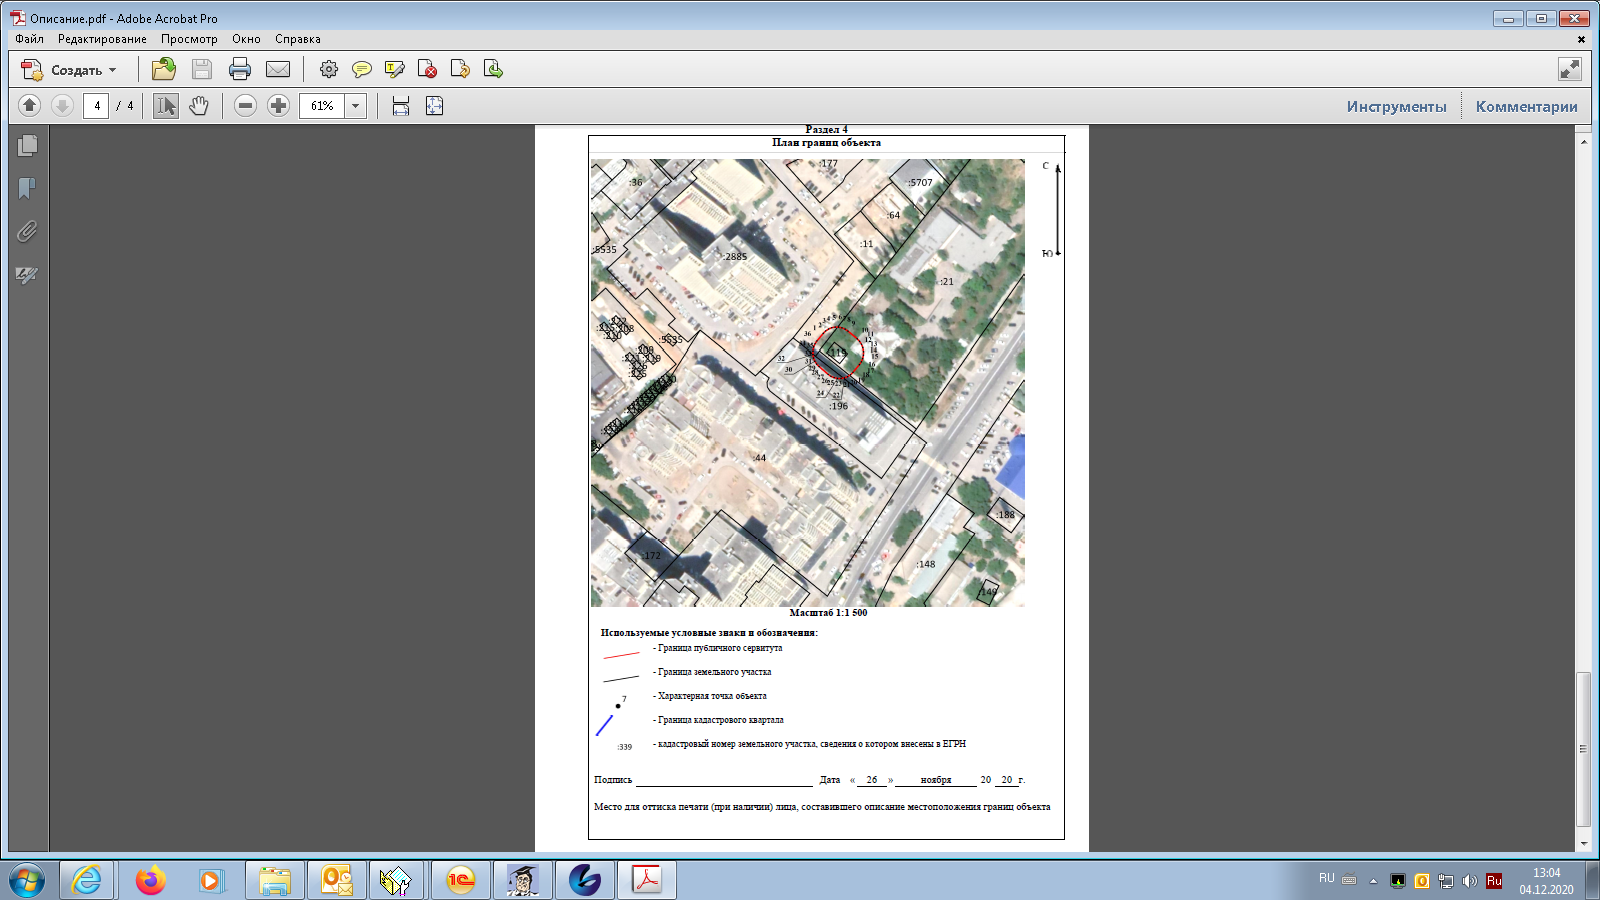 Описание.pdf - Adobe Acrobat Pro
Файл Редактирование Просмотр Окно Справка
Создать
4 / 4 61% Инструменты Комментарии
Раздел 4
План границ объекта
С
Ю
:177
:36
:5707
:64
:11
:5535
:2885
:21
:5535
:119
:196
:44
:188
:172
:148
:149
Масштаб 1:1 500
Используемые условные знаки и обозначения:
- Граница публичного сервитута
- Граница земельного участка
7 - Характерная точка объекта
- Граница кадастрового квартала
:339 - кадастровый номер земельного участка, сведения о котором внесены в ЕГРН
Подпись Дата « 26 » ноября 20 20 г.
Место для оттиска печати (при наличии) лица, составившего описание местоположения границ объекта
RU
Ru
13:04
04.12.2020